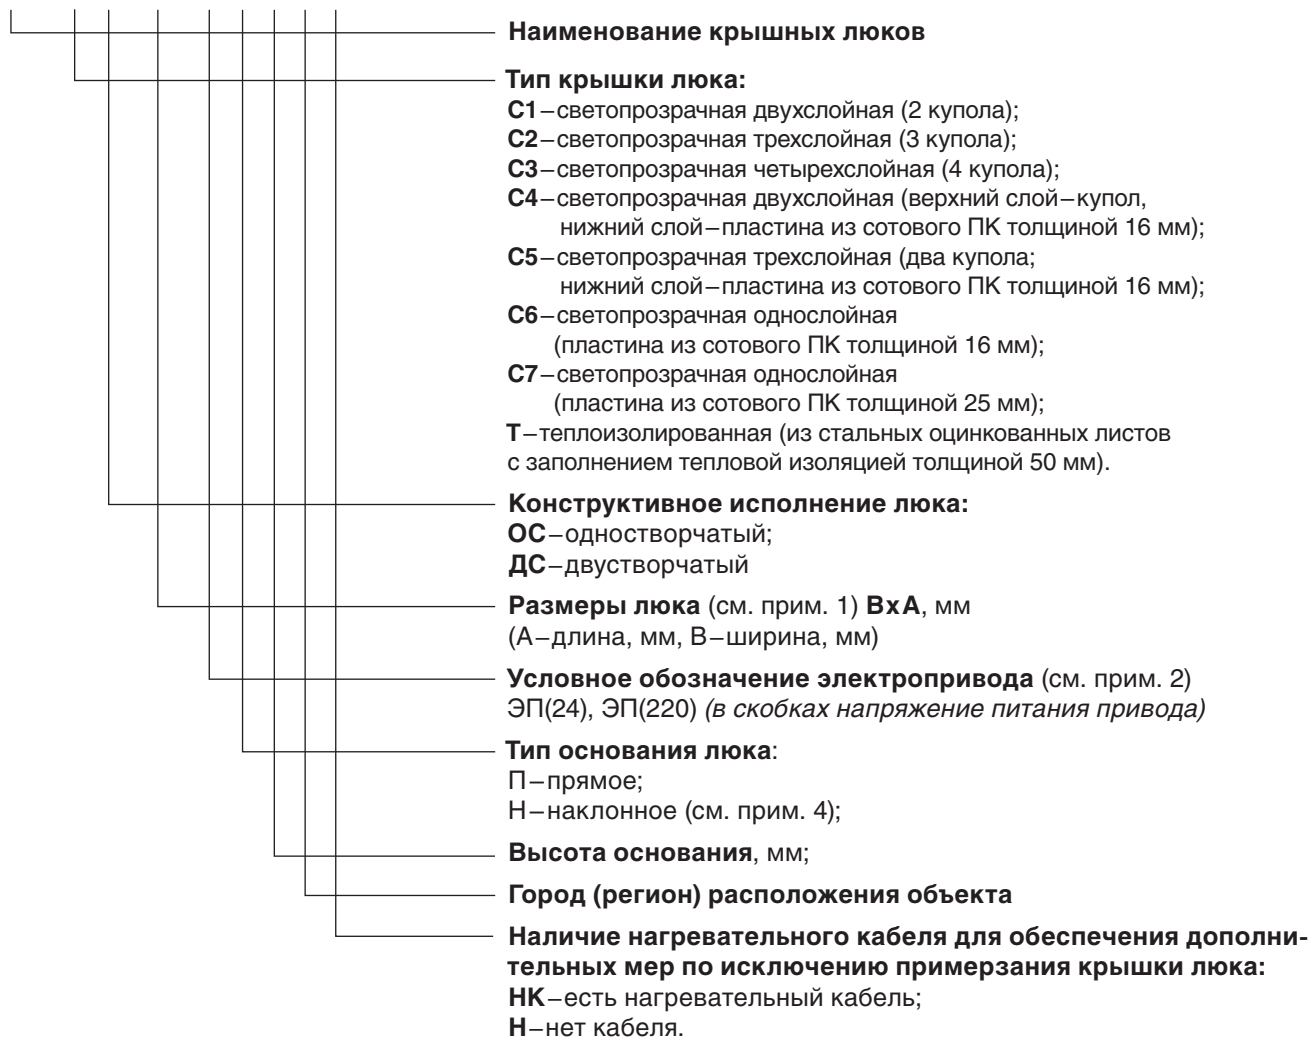 Наименование крышных люков
Тип крышки люка:
С1–светопрозрачная двухслойная (2 купола);
С2–светопрозрачная трехслойная (3 купола);
С3–светопрозрачная четырехслойная (4 купола);
С4–светопрозрачная двухслойная (верхний слой–купол,
нижний слой–пластина из сотового ПК толщиной 16 мм);
С5–светопрозрачная трехслойная (два купола;
нижний слой–пластина из сотового ПК толщиной 16 мм);
С6–светопрозрачная однослойная
(пластина из сотового ПК толщиной 16 мм);
С7–светопрозрачная однослойная
(пластина из сотового ПК толщиной 25 мм);
Т–теплоизолированная (из стальных оцинкованных листов
с заполнением тепловой изоляцией толщиной 50 мм).
Конструктивное исполнение люка:
ОС–одностворчатый;
ДС–двустворчатый
Размеры люка (см. прим. 1) ВхА, мм
(А–длина, мм, В–ширина, мм)
Условное обозначение электропривода (см. прим. 2)
ЭП(24), ЭП(220) (в скобках напряжение питания привода)
Тип основания люка:
П–прямое;
Н–наклонное (см. прим. 4);
Высота основания, мм;
Город (регион) расположения объекта
Наличие нагревательного кабеля для обеспечения дополни-
тельных мер по исключению примерзания крышки люка:
НК–есть нагревательный кабель;
Н–нет кабеля.